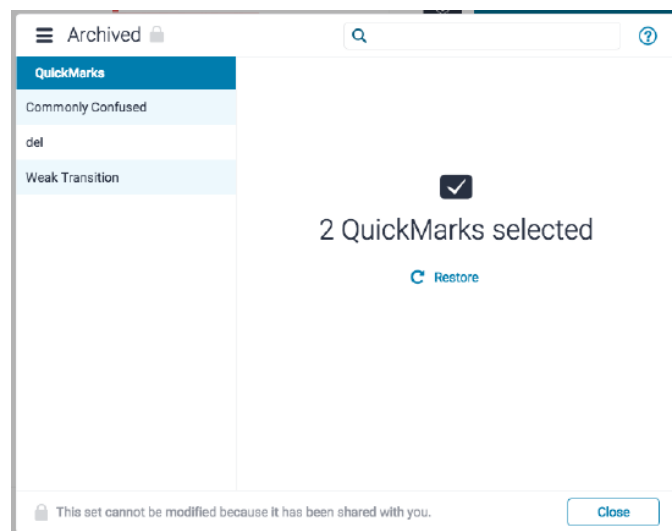 Archived
QuickMarks
Commonly Confused
del
Weak Transition
2 QuickMarks selected
Restore
This set cannot be modified because it has been shared with you.
Close